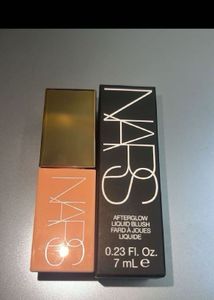 NARS
NARS
AFTERGLOW
LIQUID BLUSH
FARD À JOUES
LIQUIDE
0.23 Fl. Oz.
7 mL ℮